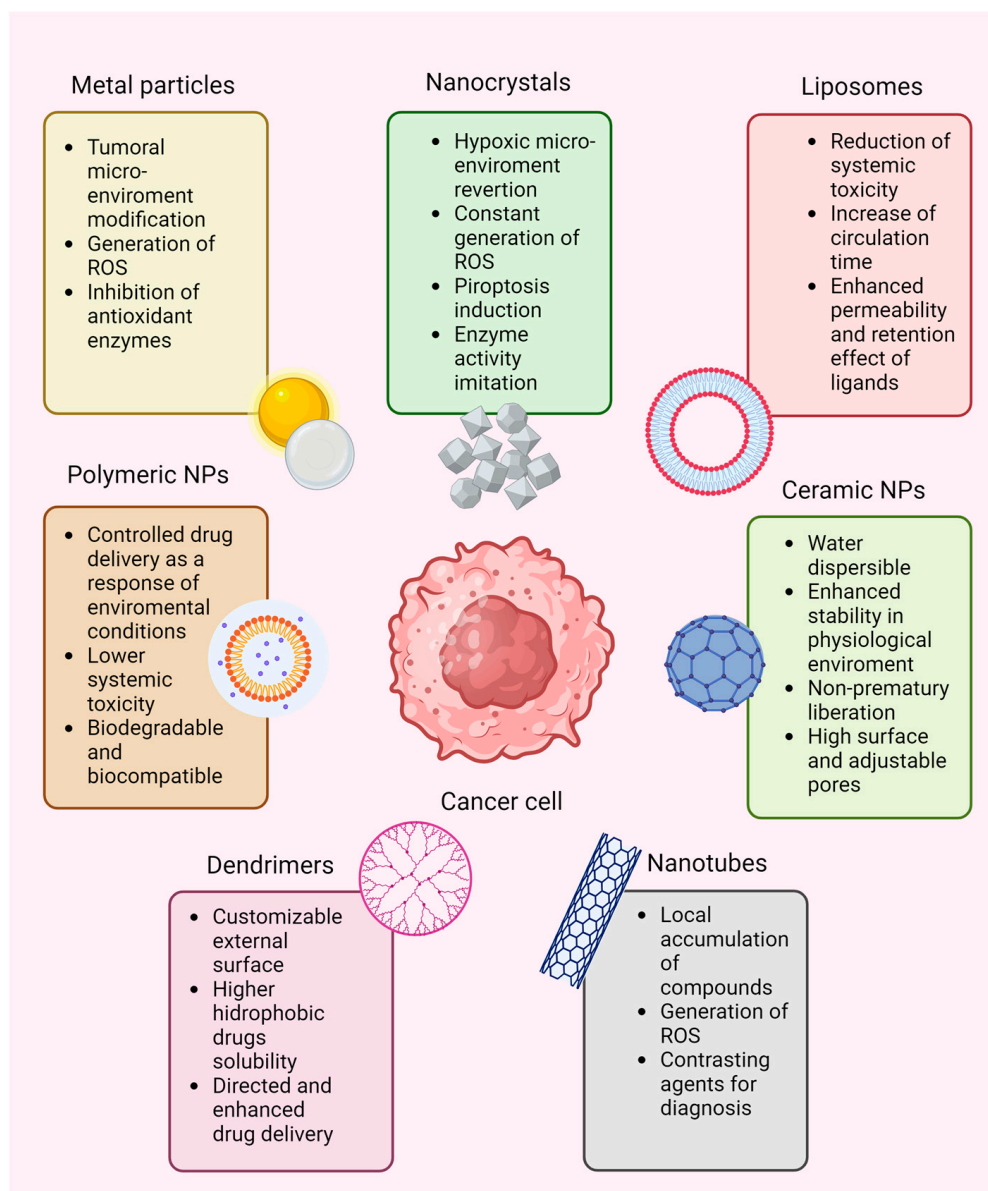 Metal particles
• Tumoral
micro-
enviroment
modification
• Generation of
ROS
• Inhibition of
antioxidant
enzymes
Nanocrystals
• Hypoxic micro-
enviroment
revertion
• Constant
generation of
ROS
• Piroptosis
induction
• Enzyme
activity
imitation
Liposomes
• Reduction of
systemic
toxicity
• Increase of
circulation
time
• Enhanced
permeability
and retention
effect of
ligands
Polymeric NPs
• Controlled drug
delivery as a
response of
enviromental
conditions
• Lower
systemic
toxicity
• Biodegradable
and
biocompatible
Cancer cell
Ceramic NPs
• Water
dispersible
• Enhanced
stability in
physiological
enviroment
• Non-prematury
liberation
• High surface
and adjustable
pores
Dendrimers
• Customizable
external
surface
• Higher
hidrophobic
drugs
solubility
• Directed and
enhanced
drug delivery
Nanotubes
• Local
accumulation
of
compounds
• Generation of
ROS
• Contrasting
agents for
diagnosis